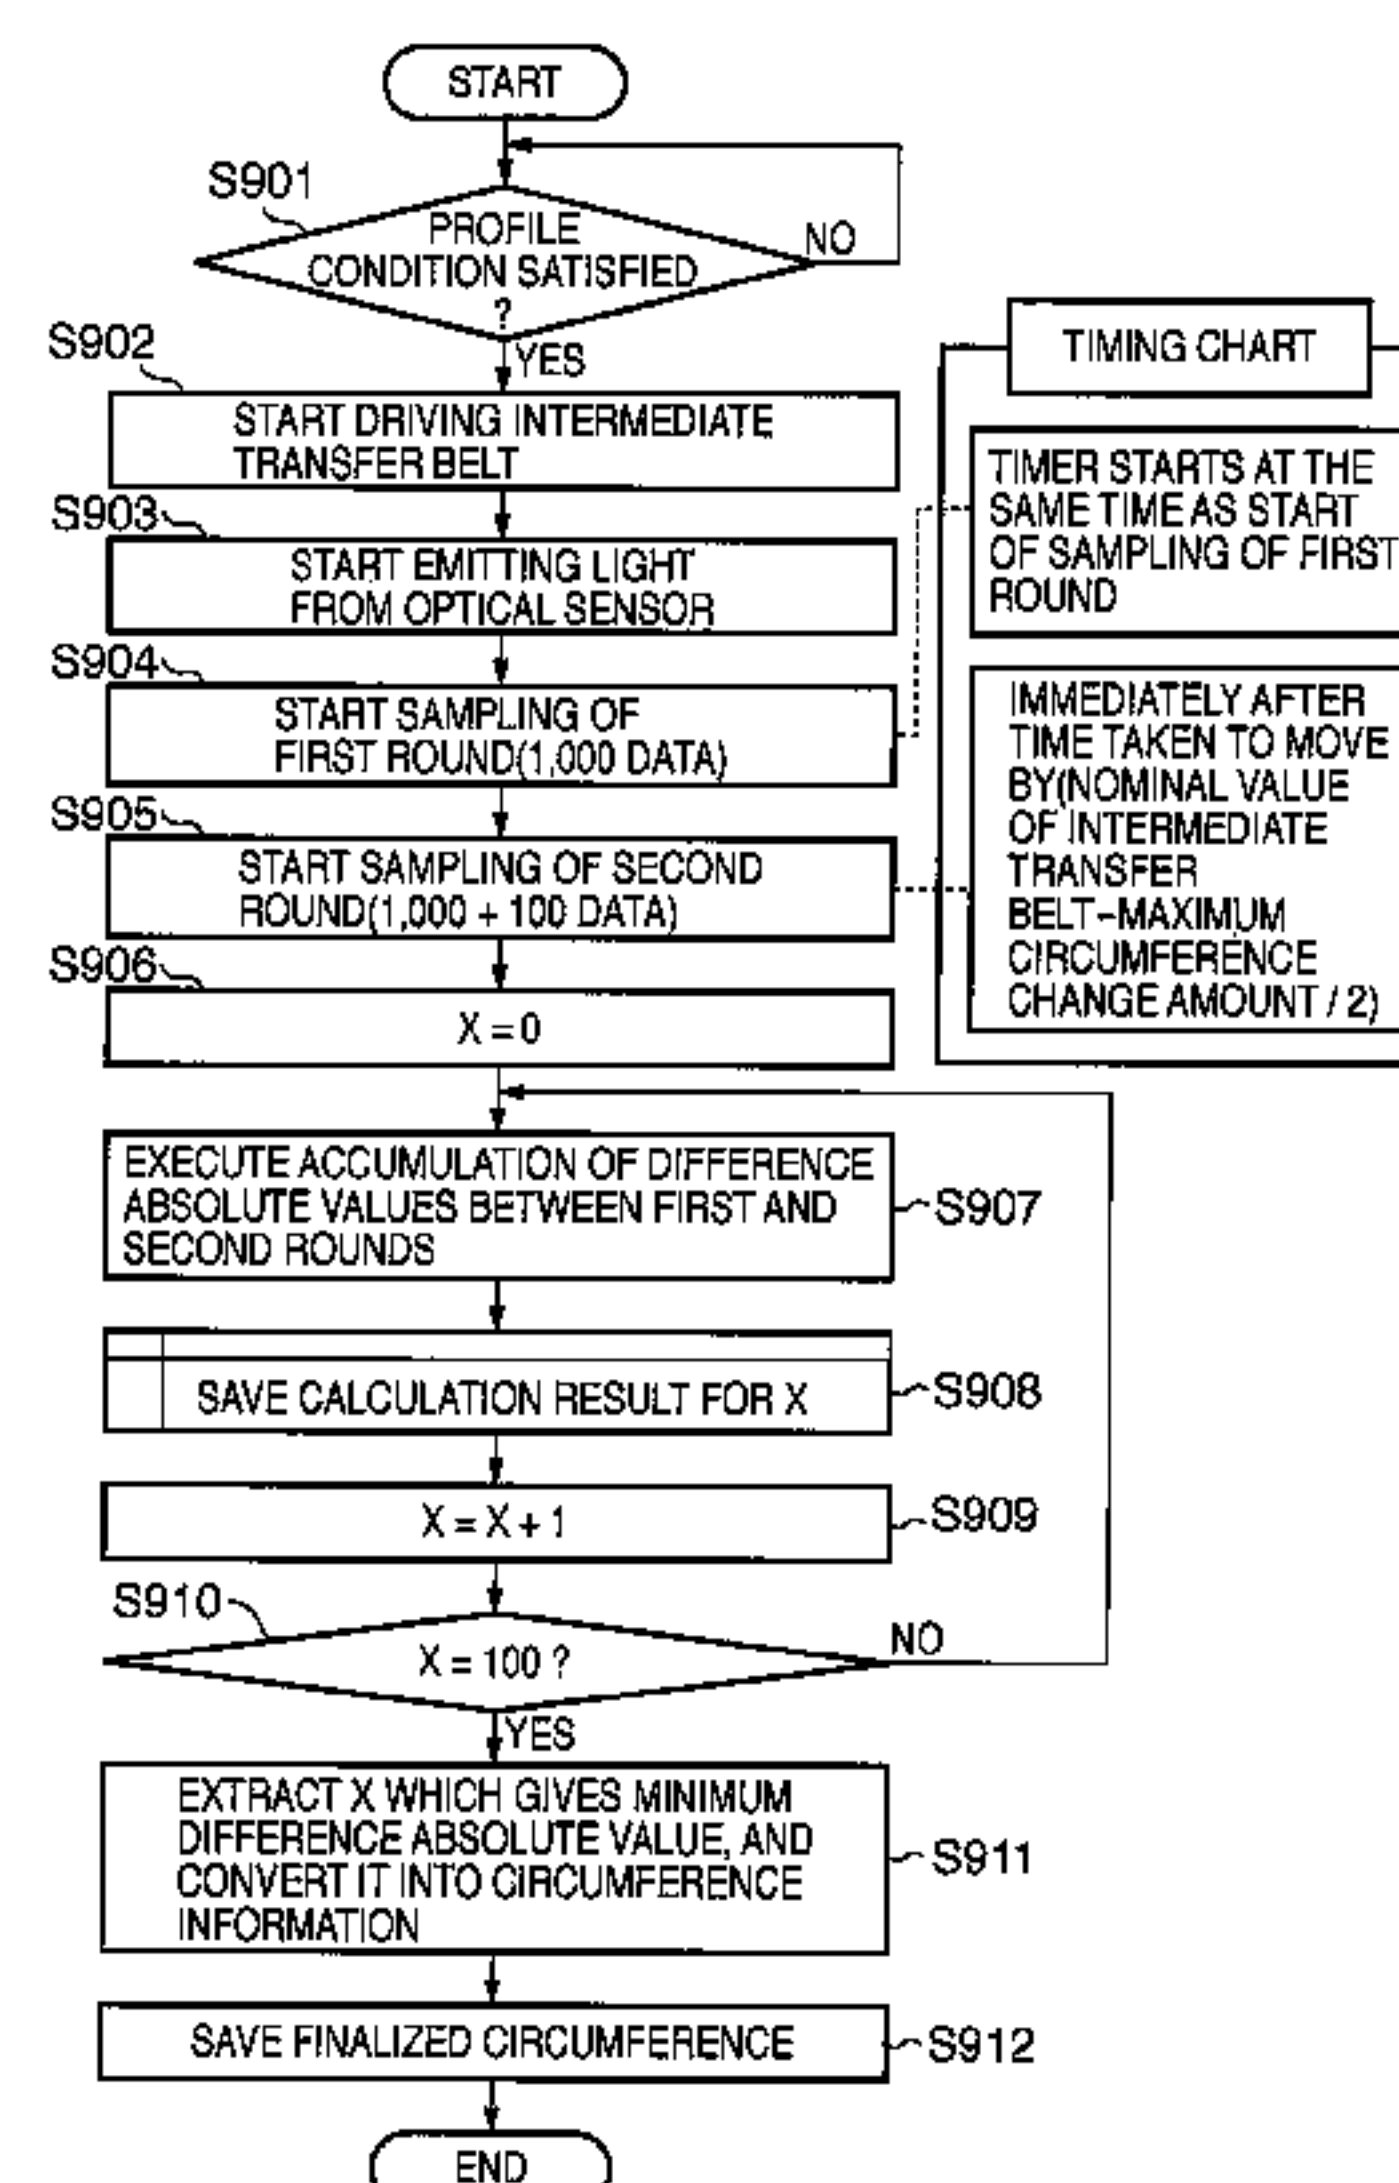 START
S901
PROFILE
CONDITION SATISFIED
?
NO
YES
S902
START DRIVING INTERMEDIATE
TRANSFER BELT
S903
START EMITTING LIGHT
FROM OPTICAL SENSOR
S904
START SAMPLING OF
FIRST ROUND(1,000 DATA)
S905
START SAMPLING OF SECOND
ROUND(1,000 + 100 DATA)
S906
X = 0
TIMING CHART
TIMER STARTS AT THE
SAME TIME AS START
OF SAMPLING OF FIRST
ROUND
IMMEDIATELY AFTER
TIME TAKEN TO MOVE
BY(NOMINAL VALUE
OF INTERMEDIATE
TRANSFER
BELT-MAXIMUM
CIRCUMFERENCE
CHANGE AMOUNT / 2)
EXECUTE ACCUMULATION OF DIFFERENCE
ABSOLUTE VALUES BETWEEN FIRST AND
SECOND ROUNDS
S907
SAVE CALCULATION RESULT FOR X
S908
X = X + 1
S909
S910
X = 100 ?
NO
YES
EXTRACT X WHICH GIVES MINIMUM
DIFFERENCE ABSOLUTE VALUE, AND
CONVERT IT INTO CIRCUMFERENCE
INFORMATION
S911
SAVE FINALIZED CIRCUMFERENCE
S912
END